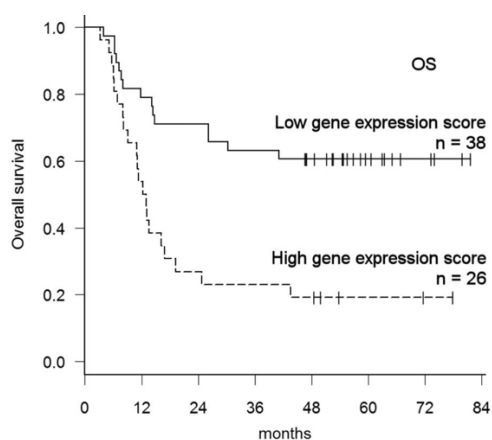 1.0
OS
0.8
Low gene expression score
n = 38
0.6
Overall survival
0.4
High gene expression score
n = 26
0.2
0.0
0 12 24 36 48 60 72 84
months